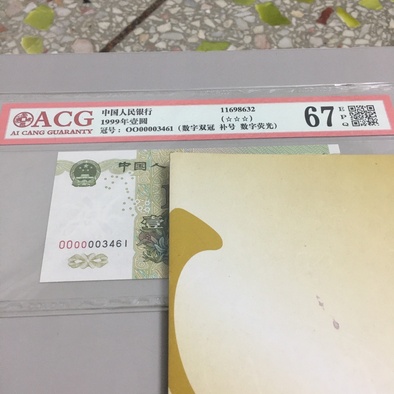 ACG
AI CANG GUARANTY
中国人民银行
1999年壹圆
冠号：OO00003461（数字双冠 补号 数字荧光）
11698632
(☆☆☆)
67 EPQ
中国人
壹
OO00003461